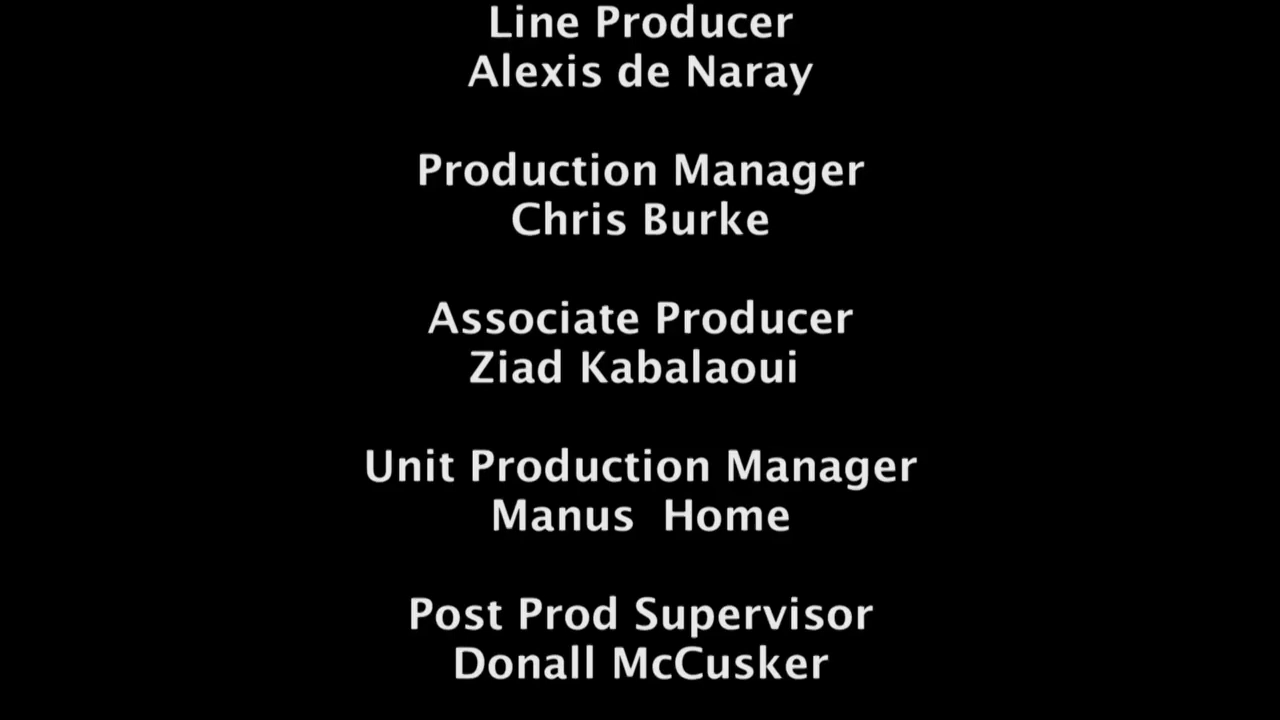 Line Producer
Alexis de Naray
Production Manager
Chris Burke
Associate Producer
Ziad Kabalaoui
Unit Production Manager
Manus  Home
Post Prod Supervisor
Donall McCusker